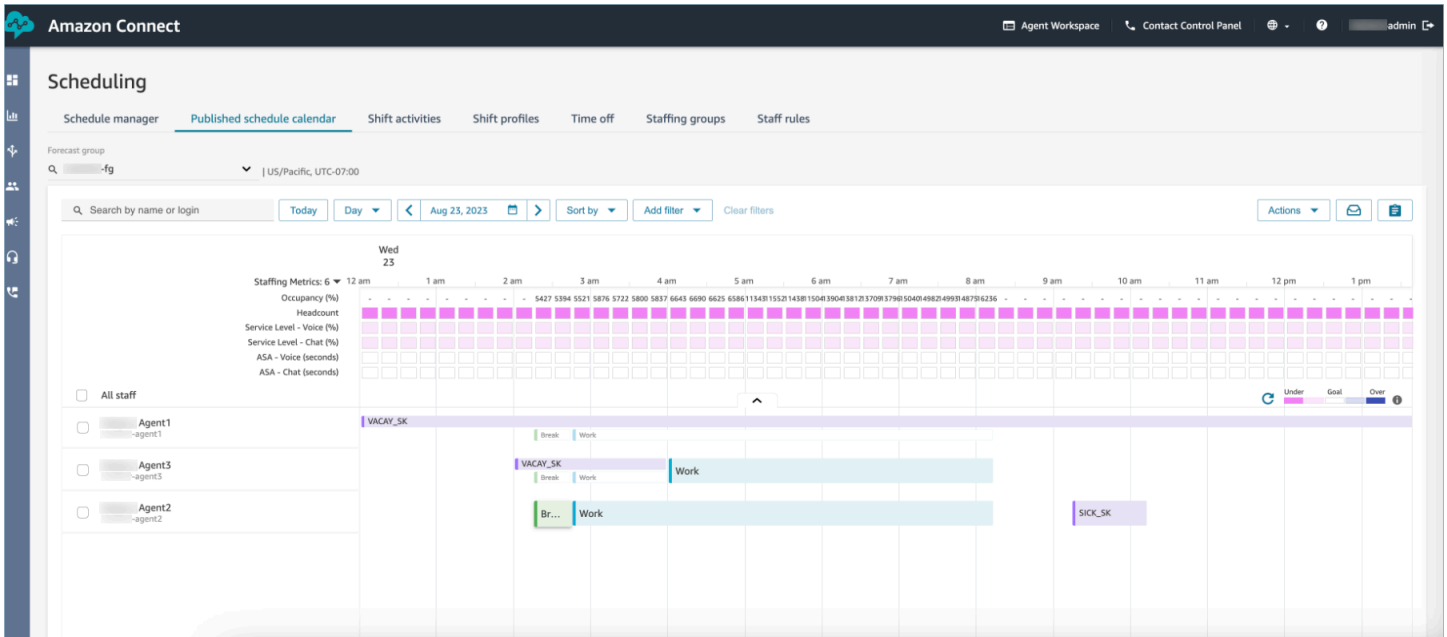 Amazon Connect Agent Workspace Contact Control Panel admin
Scheduling
Schedule manager Published schedule calendar Shift activities Shift profiles Time off Staffing groups Staff rules
Forecast group
-fg | US/Pacific, UTC-07:00
Search by name or login Today Day Aug 23, 2023 Sort by Add filter Clear filters Actions
Wed
23
Staffing Metrics: 6 12 am 1 am 2 am 3 am 4 am 5 am 6 am 7 am 8 am 9 am 10 am 11 am 12 pm 1 pm
Occupancy (%) - - - - - - - - - 5427 5394 5521 5876 5722 5800 5837 6643 6690 6625 6586
Headcount
Service Level - Voice (%)
Service Level - Chat (%)
ASA - Voice (seconds)
ASA - Chat (seconds)
All staff Under Goal Over
Agent1 VACAY_SK
-agent1 Break Work
Agent3 VACAY_SK Work
-agent3 Break Work
Agent2 Br... Work SICK_SK
-agent2